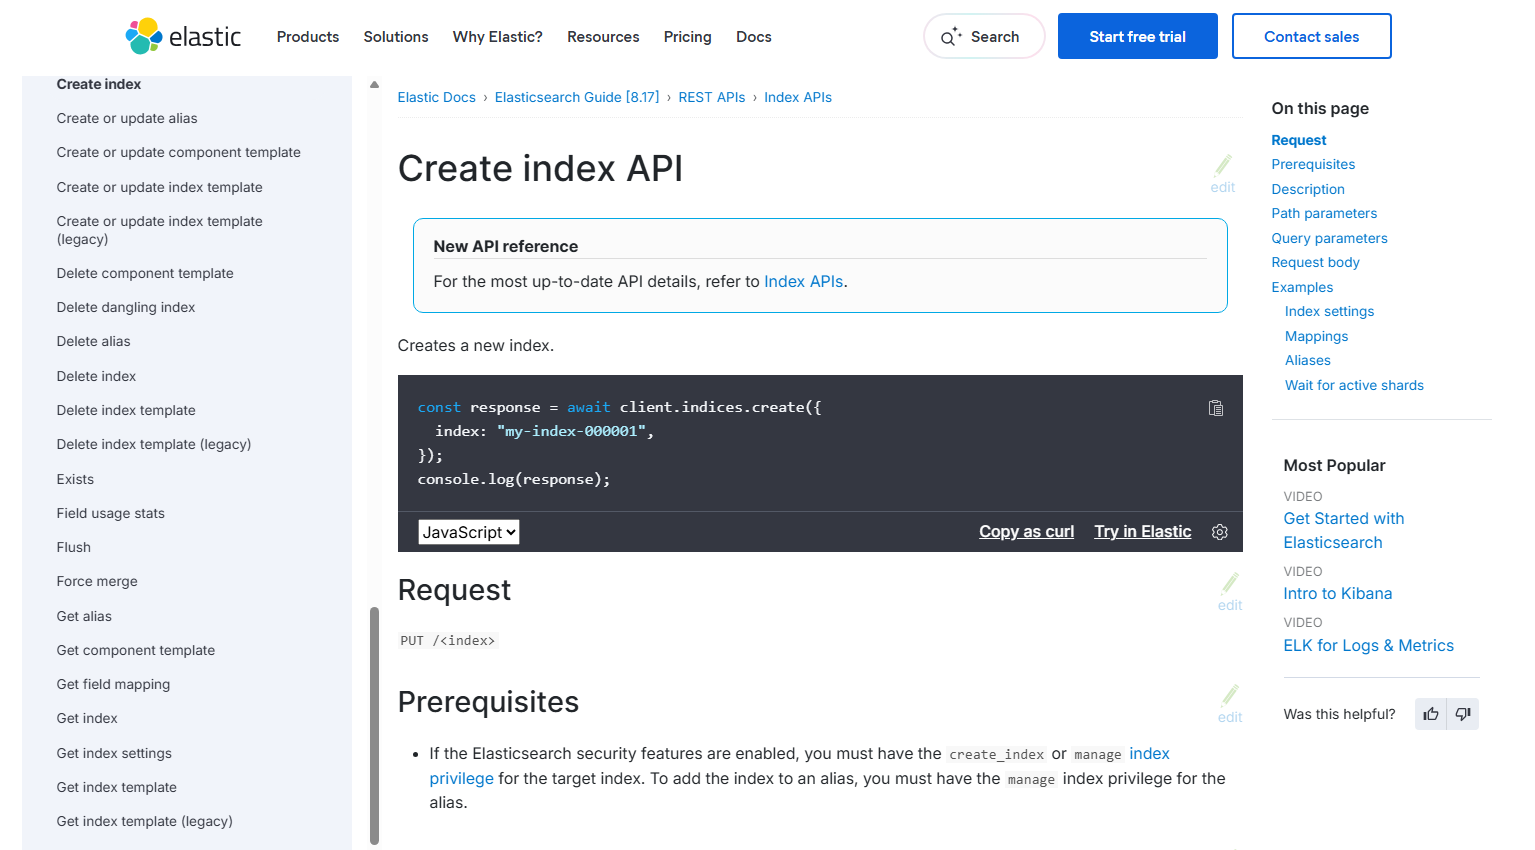 elastic
Products
Solutions
Why Elastic?
Resources
Pricing
Docs
Search
Start free trial
Contact sales
Create index
Create or update alias
Create or update component template
Create or update index template
Create or update index template
(legacy)
Delete component template
Delete dangling index
Delete alias
Delete index
Delete index template
Delete index template (legacy)
Exists
Field usage stats
Flush
Force merge
Get alias
Get component template
Get field mapping
Get index
Get index settings
Get index template
Get index template (legacy)
Elastic Docs › Elasticsearch Guide [8.17] › REST APIs › Index APIs
Create index API
edit
New API reference
For the most up-to-date API details, refer to Index APIs.
Creates a new index.
const response = await client.indices.create({
  index: "my-index-000001",
});
console.log(response);
JavaScript
Copy as curl
Try in Elastic
Request
edit
PUT /<index>
Prerequisites
edit
• If the Elasticsearch security features are enabled, you must have the create_index or manage index
privilege for the target index. To add the index to an alias, you must have the manage index privilege for the
alias.
On this page
Request
Prerequisites
Description
Path parameters
Query parameters
Request body
Examples
Index settings
Mappings
Aliases
Wait for active shards
Most Popular
VIDEO
Get Started with
Elasticsearch
VIDEO
Intro to Kibana
VIDEO
ELK for Logs & Metrics
Was this helpful?